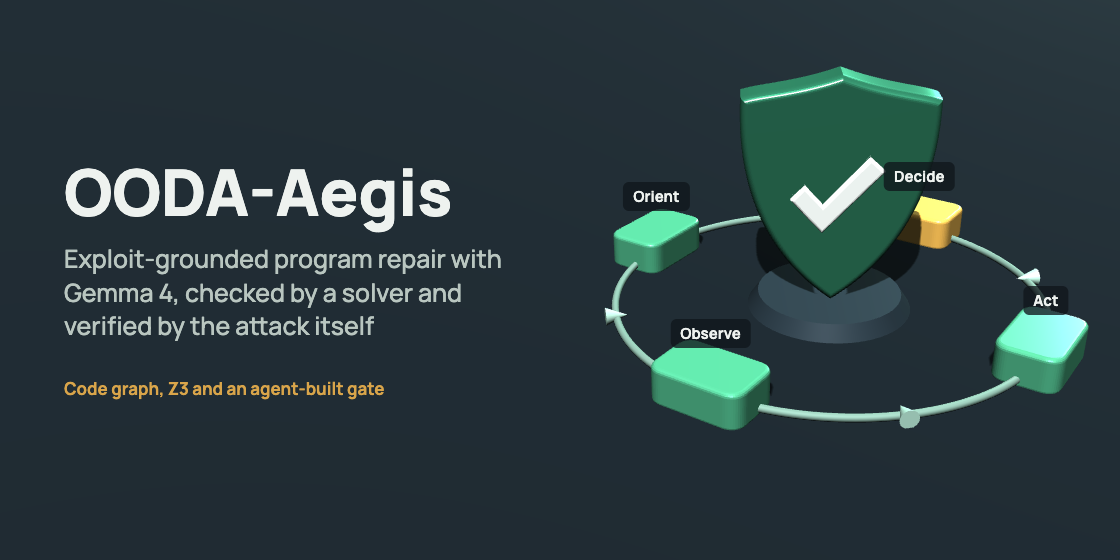 OODA-Aegis
Exploit-grounded program repair with
Gemma 4, checked by a solver and
verified by the attack itself
Code graph, Z3 and an agent-built gate
Decide
Orient
Act
Observe